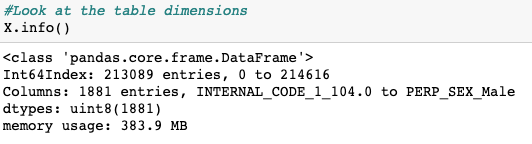 #Look at the table dimensions
X.info()
<class 'pandas.core.frame.DataFrame'>
Int64Index: 213089 entries, 0 to 214616
Columns: 1881 entries, INTERNAL_CODE_1_104.0 to PERP_SEX_Male
dtypes: uint8(1881)
memory usage: 383.9 MB